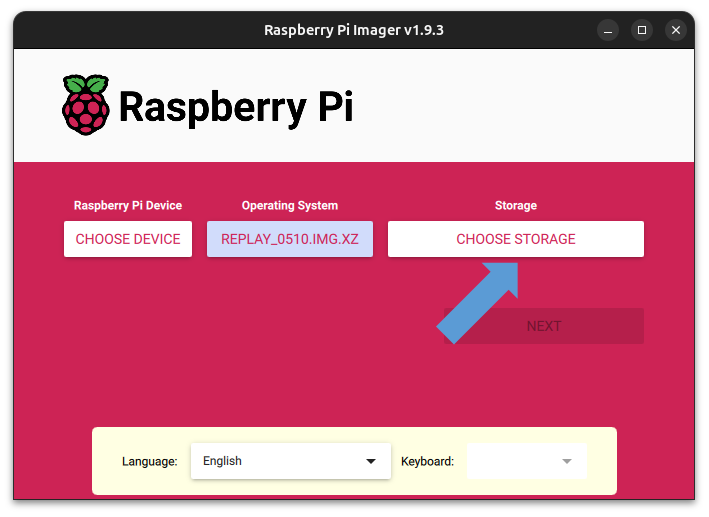 Raspberry Pi Imager v1.9.3
Raspberry Pi
Raspberry Pi Device
Operating System
Storage
CHOOSE DEVICE
REPLAY_0510.IMG.XZ
CHOOSE STORAGE
NEXT
Language:
English
Keyboard: